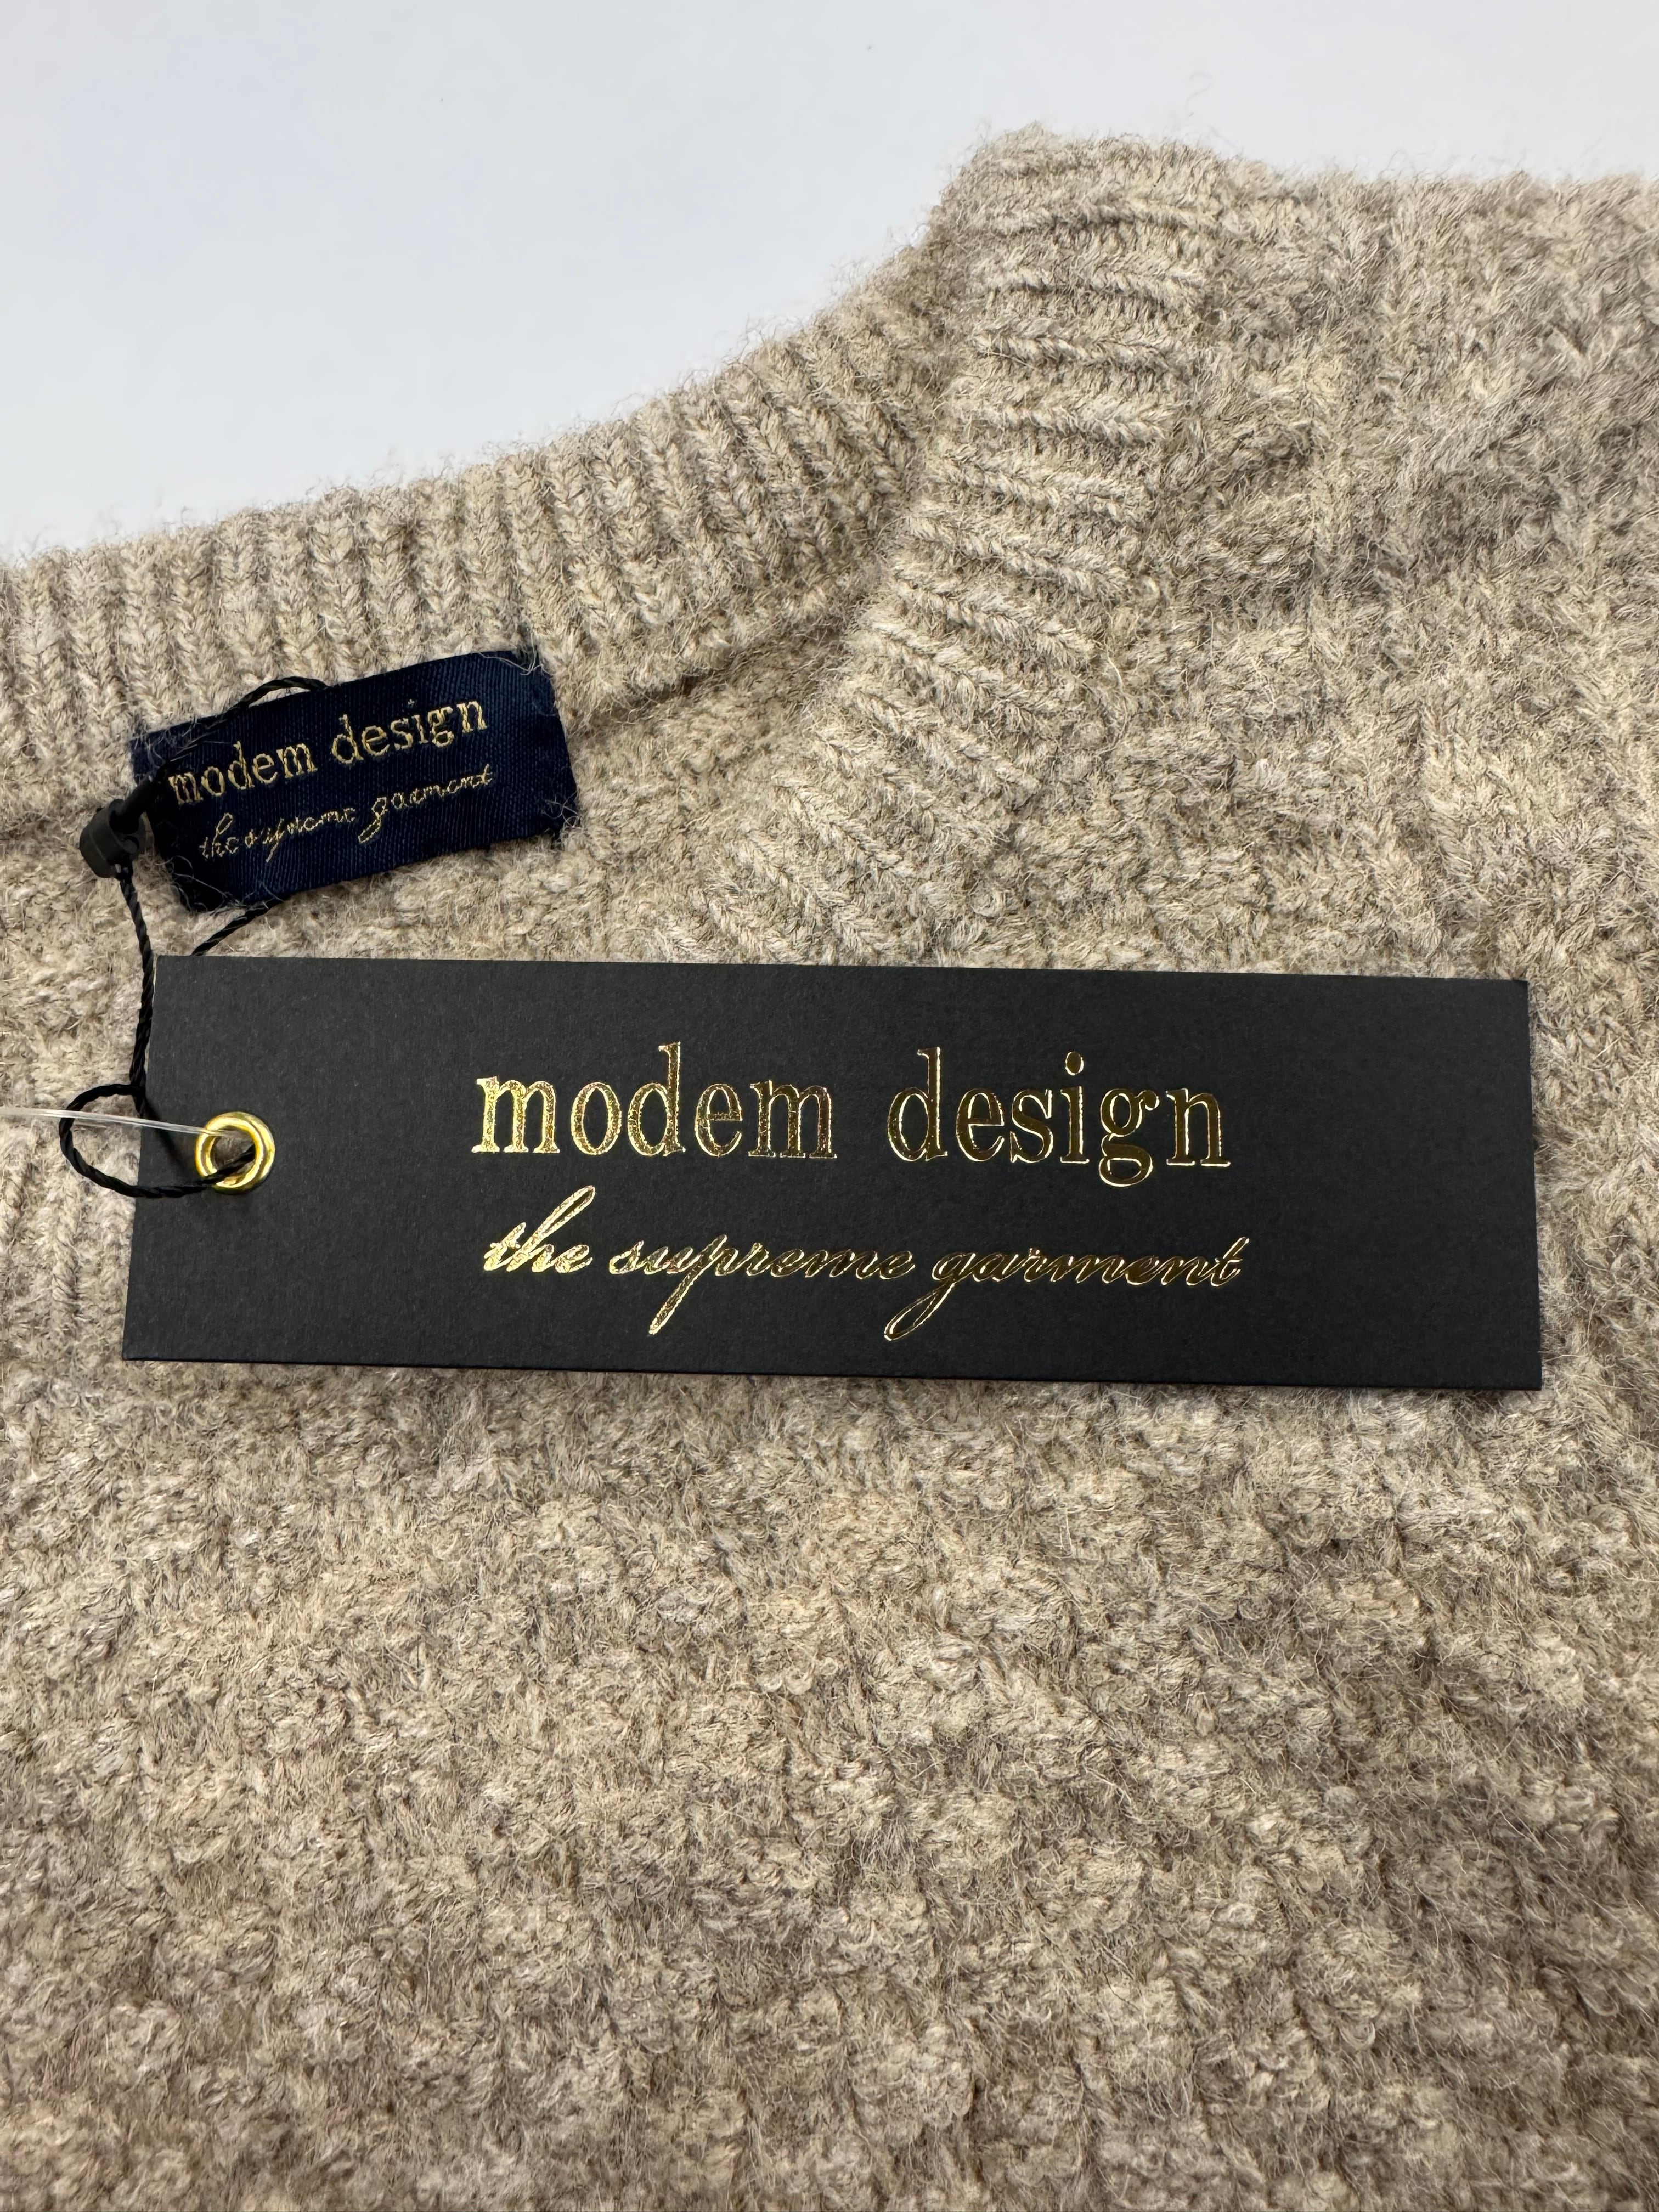 modem design
the supreme garment
modem design
the supreme garment